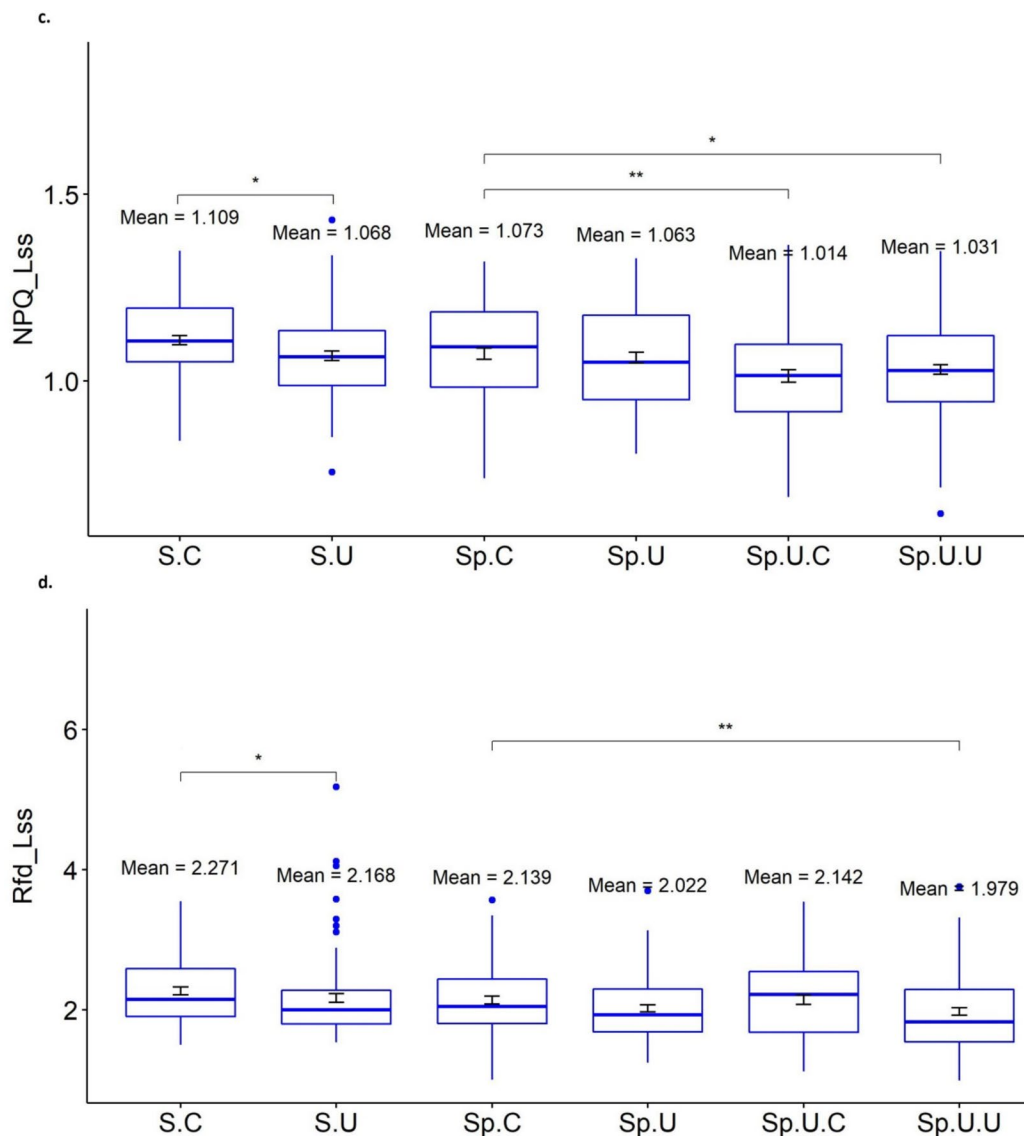 c.
NPQ_Lss
*
**
*
1.5
Mean = 1.109
Mean = 1.068
Mean = 1.073
Mean = 1.063
Mean = 1.014
Mean = 1.031
1.0
S.C
S.U
Sp.C
Sp.U
Sp.U.C
Sp.U.U
d.
Rfd_Lss
6
**
*
4
Mean = 2.271
Mean = 2.168
Mean = 2.139
Mean = 2.022
Mean = 2.142
Mean = 1.979
2
S.C
S.U
Sp.C
Sp.U
Sp.U.C
Sp.U.U